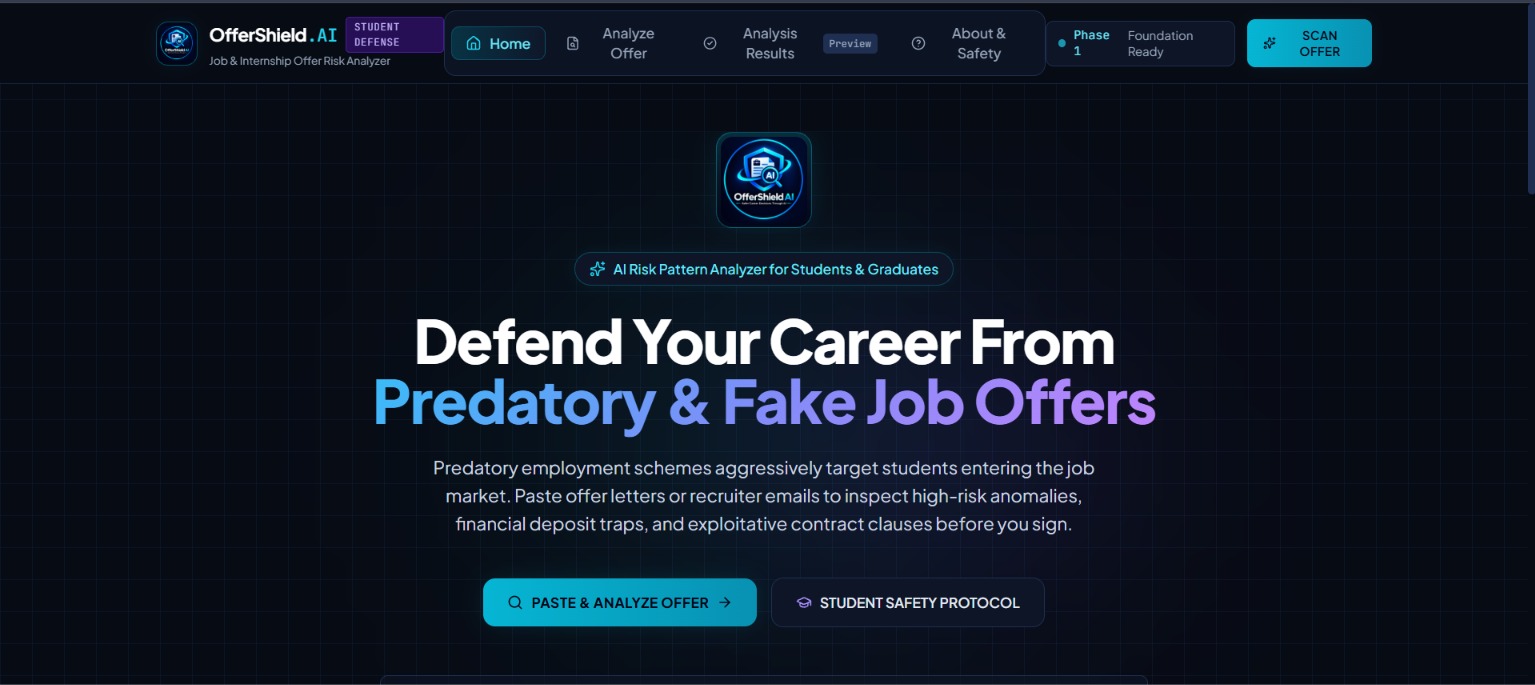 OfferShield.AI
STUDENT
DEFENSE
Job & Internship Offer Risk Analyzer
Home
Analyze
Offer
Analysis
Results
Preview
About &
Safety
Phase
1
Foundation
Ready
SCAN
OFFER
OfferShield AI
AI Risk Pattern Analyzer for Students & Graduates
Defend Your Career From
Predatory & Fake Job Offers
Predatory employment schemes aggressively target students entering the job
market. Paste offer letters or recruiter emails to inspect high-risk anomalies,
financial deposit traps, and exploitative contract clauses before you sign.
PASTE & ANALYZE OFFER
STUDENT SAFETY PROTOCOL